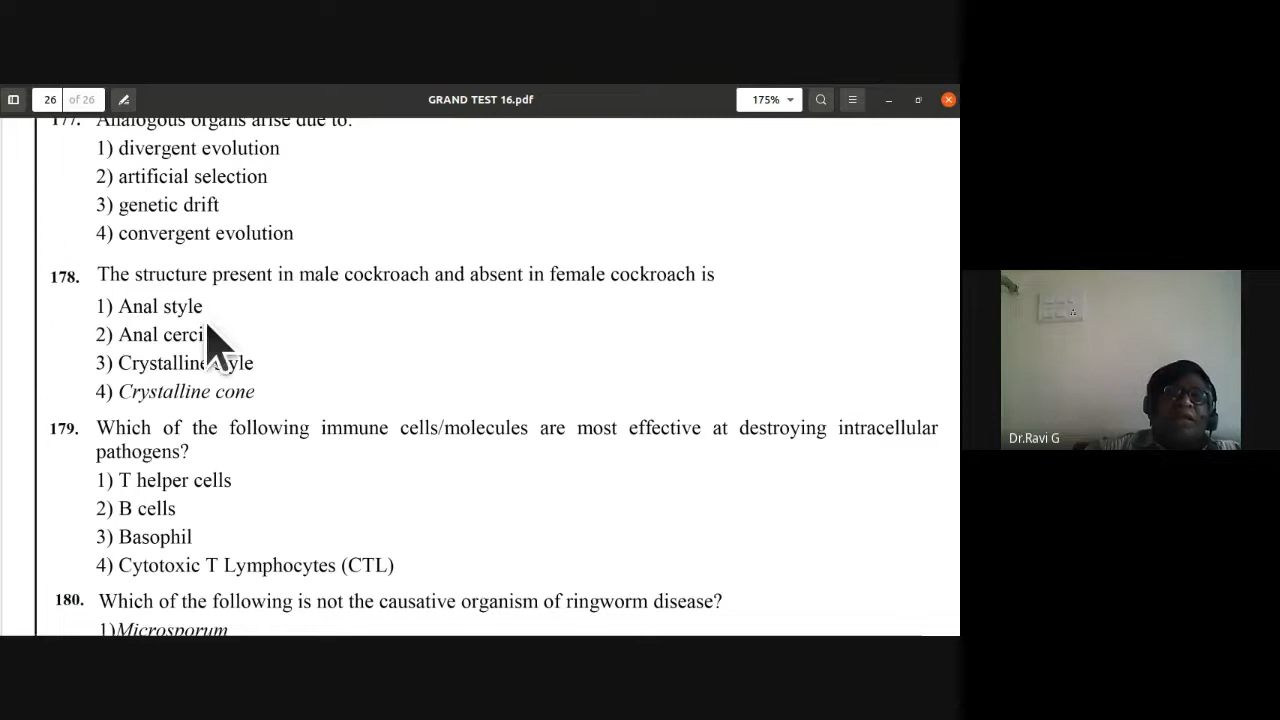 26 of 26
GRAND TEST 16.pdf
175%
177. Analogous organs arise due to:
1) divergent evolution
2) artificial selection
3) genetic drift
4) convergent evolution
178. The structure present in male cockroach and absent in female cockroach is
1) Anal style
2) Anal cerci
3) Crystalline style
4) Crystalline cone
179. Which of the following immune cells/molecules are most effective at destroying intracellular
pathogens?
1) T helper cells
2) B cells
3) Basophil
4) Cytotoxic T Lymphocytes (CTL)
180. Which of the following is not the causative organism of ringworm disease?
1)Microsporum
Dr.Ravi G